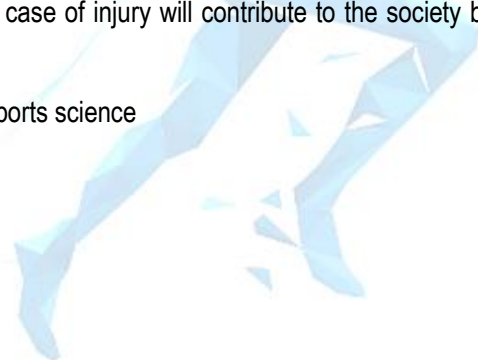 case of injury will contribute to the society b
ports science